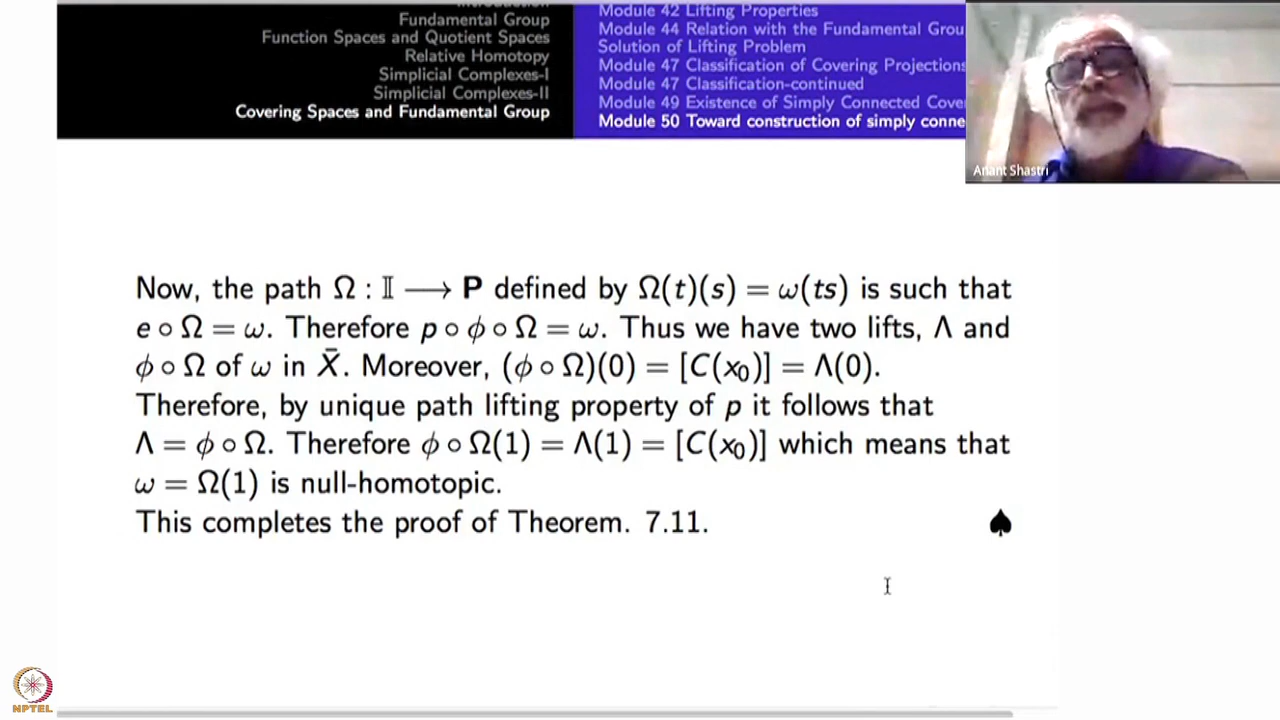 Fundamental Group
Function Spaces and Quotient Spaces
Relative Homotopy
Simplicial Complexes-I
Simplicial Complexes-II
Covering Spaces and Fundamental Group
Module 42 Lifting Properties
Module 44 Relation with the Fundamental Grou
Solution of Lifting Problem
Module 47 Classification of Covering Projections
Module 47 Classification-continued
Module 49 Existence of Simply Connected Cove
Module 50 Toward construction of simply conne
Anant Shastri
Now, the path Ω : 𝕀 ⟶ P defined by Ω(t)(s) = ω(ts) is such that
e ∘ Ω = ω. Therefore p ∘ ϕ ∘ Ω = ω. Thus we have two lifts, Λ and
ϕ ∘ Ω of ω in X̄. Moreover, (ϕ ∘ Ω)(0) = [C(x₀)] = Λ(0).
Therefore, by unique path lifting property of p it follows that
Λ = ϕ ∘ Ω. Therefore ϕ ∘ Ω(1) = Λ(1) = [C(x₀)] which means that
ω = Ω(1) is null-homotopic.
This completes the proof of Theorem. 7.11. ♠
NPTEL